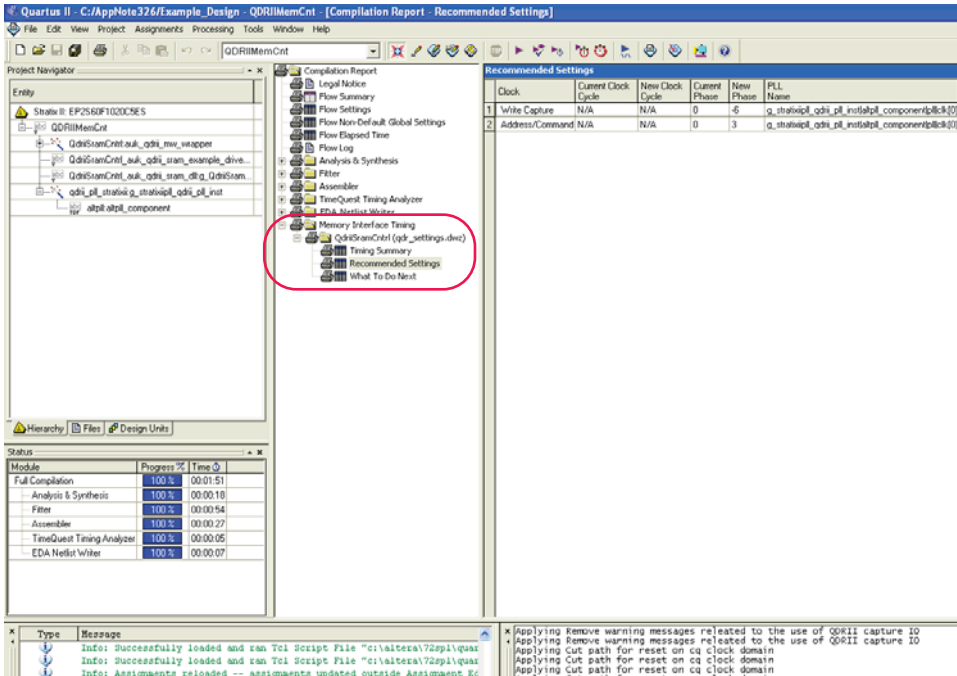 Quartus II - C:/AppNote326/Example_Design - QDRIIMemCnt - [Compilation Report - Recommended Settings]
File Edit View Project Assignments Processing Tools Window Help
QDRIIMemCnt
Project Navigator
Entity
Stratix II: EP2S60F1020C5ES
QDRIIMemCnt
QdriiSramCntrl:auk_qdrii_mw_wrapper
QdriiSramCntrl_auk_qdrii_sram_example_drive...
QdriiSramCntrl_auk_qdrii_sram_dll:g_QdriiSram...
qdrii_pll_stratixii:g_stratixiipll_qdrii_pll_inst
altpll:altpll_component
Hierarchy Files Design Units
Compilation Report
Legal Notice
Flow Summary
Flow Settings
Flow Non-Default Global Settings
Flow Elapsed Time
Flow Log
Analysis & Synthesis
Fitter
Assembler
TimeQuest Timing Analyzer
EDA Netlist Writer
Memory Interface Timing
QdriiSramCntrl (qdr_settings.dwz)
Timing Summary
Recommended Settings
What To Do Next
Recommended Settings
Clock Current Clock Cycle New Clock Cycle Current Phase New Phase PLL Name
1 Write Capture N/A N/A 0 -6 g_stratixiipll_qdrii_pll_inst|altpll_component|pll|clk[0]
2 Address/Command N/A N/A 0 3 g_stratixiipll_qdrii_pll_inst|altpll_component|pll|clk[0]
Status
Module Progress % Time
Full Compilation 100 % 00:01:51
Analysis & Synthesis 100 % 00:00:18
Fitter 100 % 00:00:54
Assembler 100 % 00:00:27
TimeQuest Timing Analyzer 100 % 00:00:05
EDA Netlist Writer 100 % 00:00:07
Type Message
Info: Successfully loaded and ran Tcl Script File "c:\altera\72sp1\quar
Info: Successfully loaded and ran Tcl Script File "c:\altera\72sp1\quar
Info: Assignments reloaded -- assignments updated outside Assignment Ed
Applying Remove warning messages releated to the use of QDRII capture IO
Applying Remove warning messages releated to the use of QDRII capture IO
Applying Cut path for reset on cq clock domain
Applying Cut path for reset on cq clock domain
Applying Cut path for reset on cq clock domain